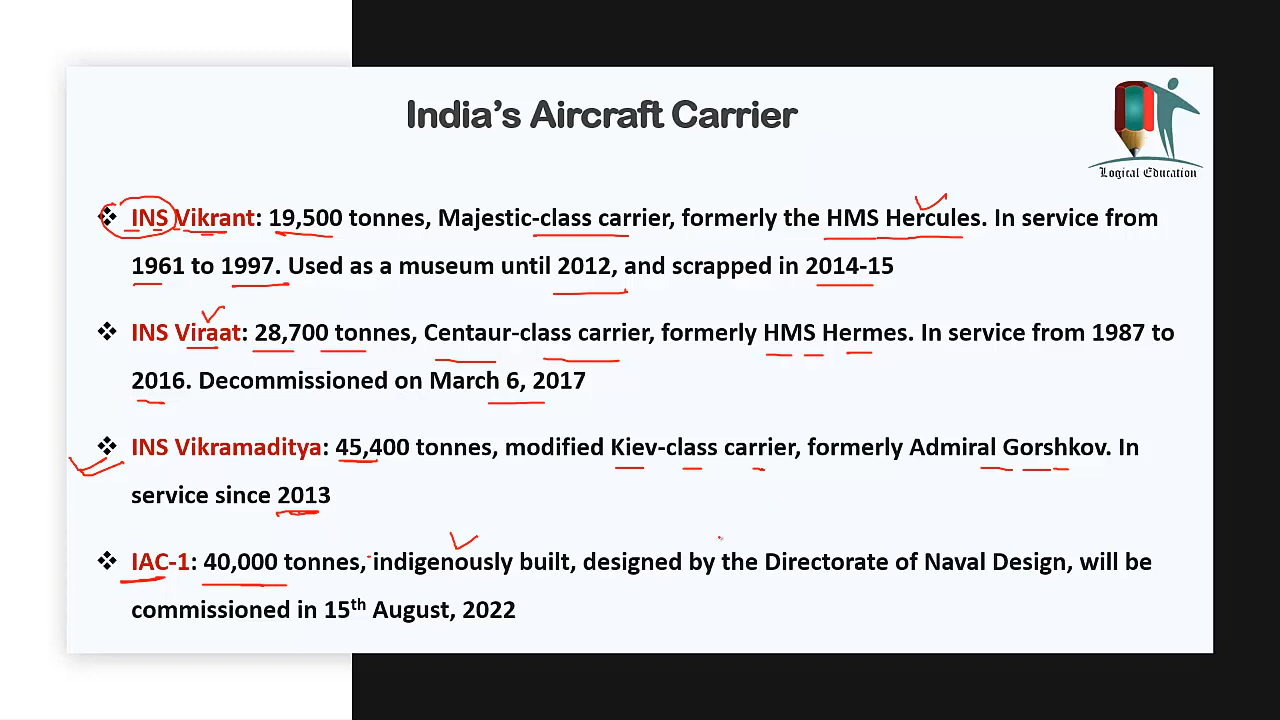 India's Aircraft Carrier
Logical Education
❖ INS Vikrant: 19,500 tonnes, Majestic-class carrier, formerly the HMS Hercules. In service from
1961 to 1997. Used as a museum until 2012, and scrapped in 2014-15
❖ INS Viraat: 28,700 tonnes, Centaur-class carrier, formerly HMS Hermes. In service from 1987 to
2016. Decommissioned on March 6, 2017
❖ INS Vikramaditya: 45,400 tonnes, modified Kiev-class carrier, formerly Admiral Gorshkov. In
service since 2013
❖ IAC-1: 40,000 tonnes, indigenously built, designed by the Directorate of Naval Design, will be
commissioned in 15th August, 2022